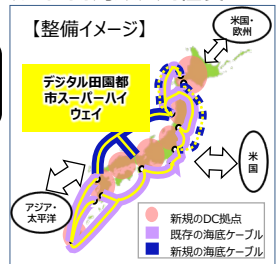 【整備イメージ】
米国・
欧州
デジタル田園都
市スーパーハイ
ウェイ
米
国
アジア・
太平洋
新規のDC拠点
既存の海底ケーブル
新規の海底ケーブル